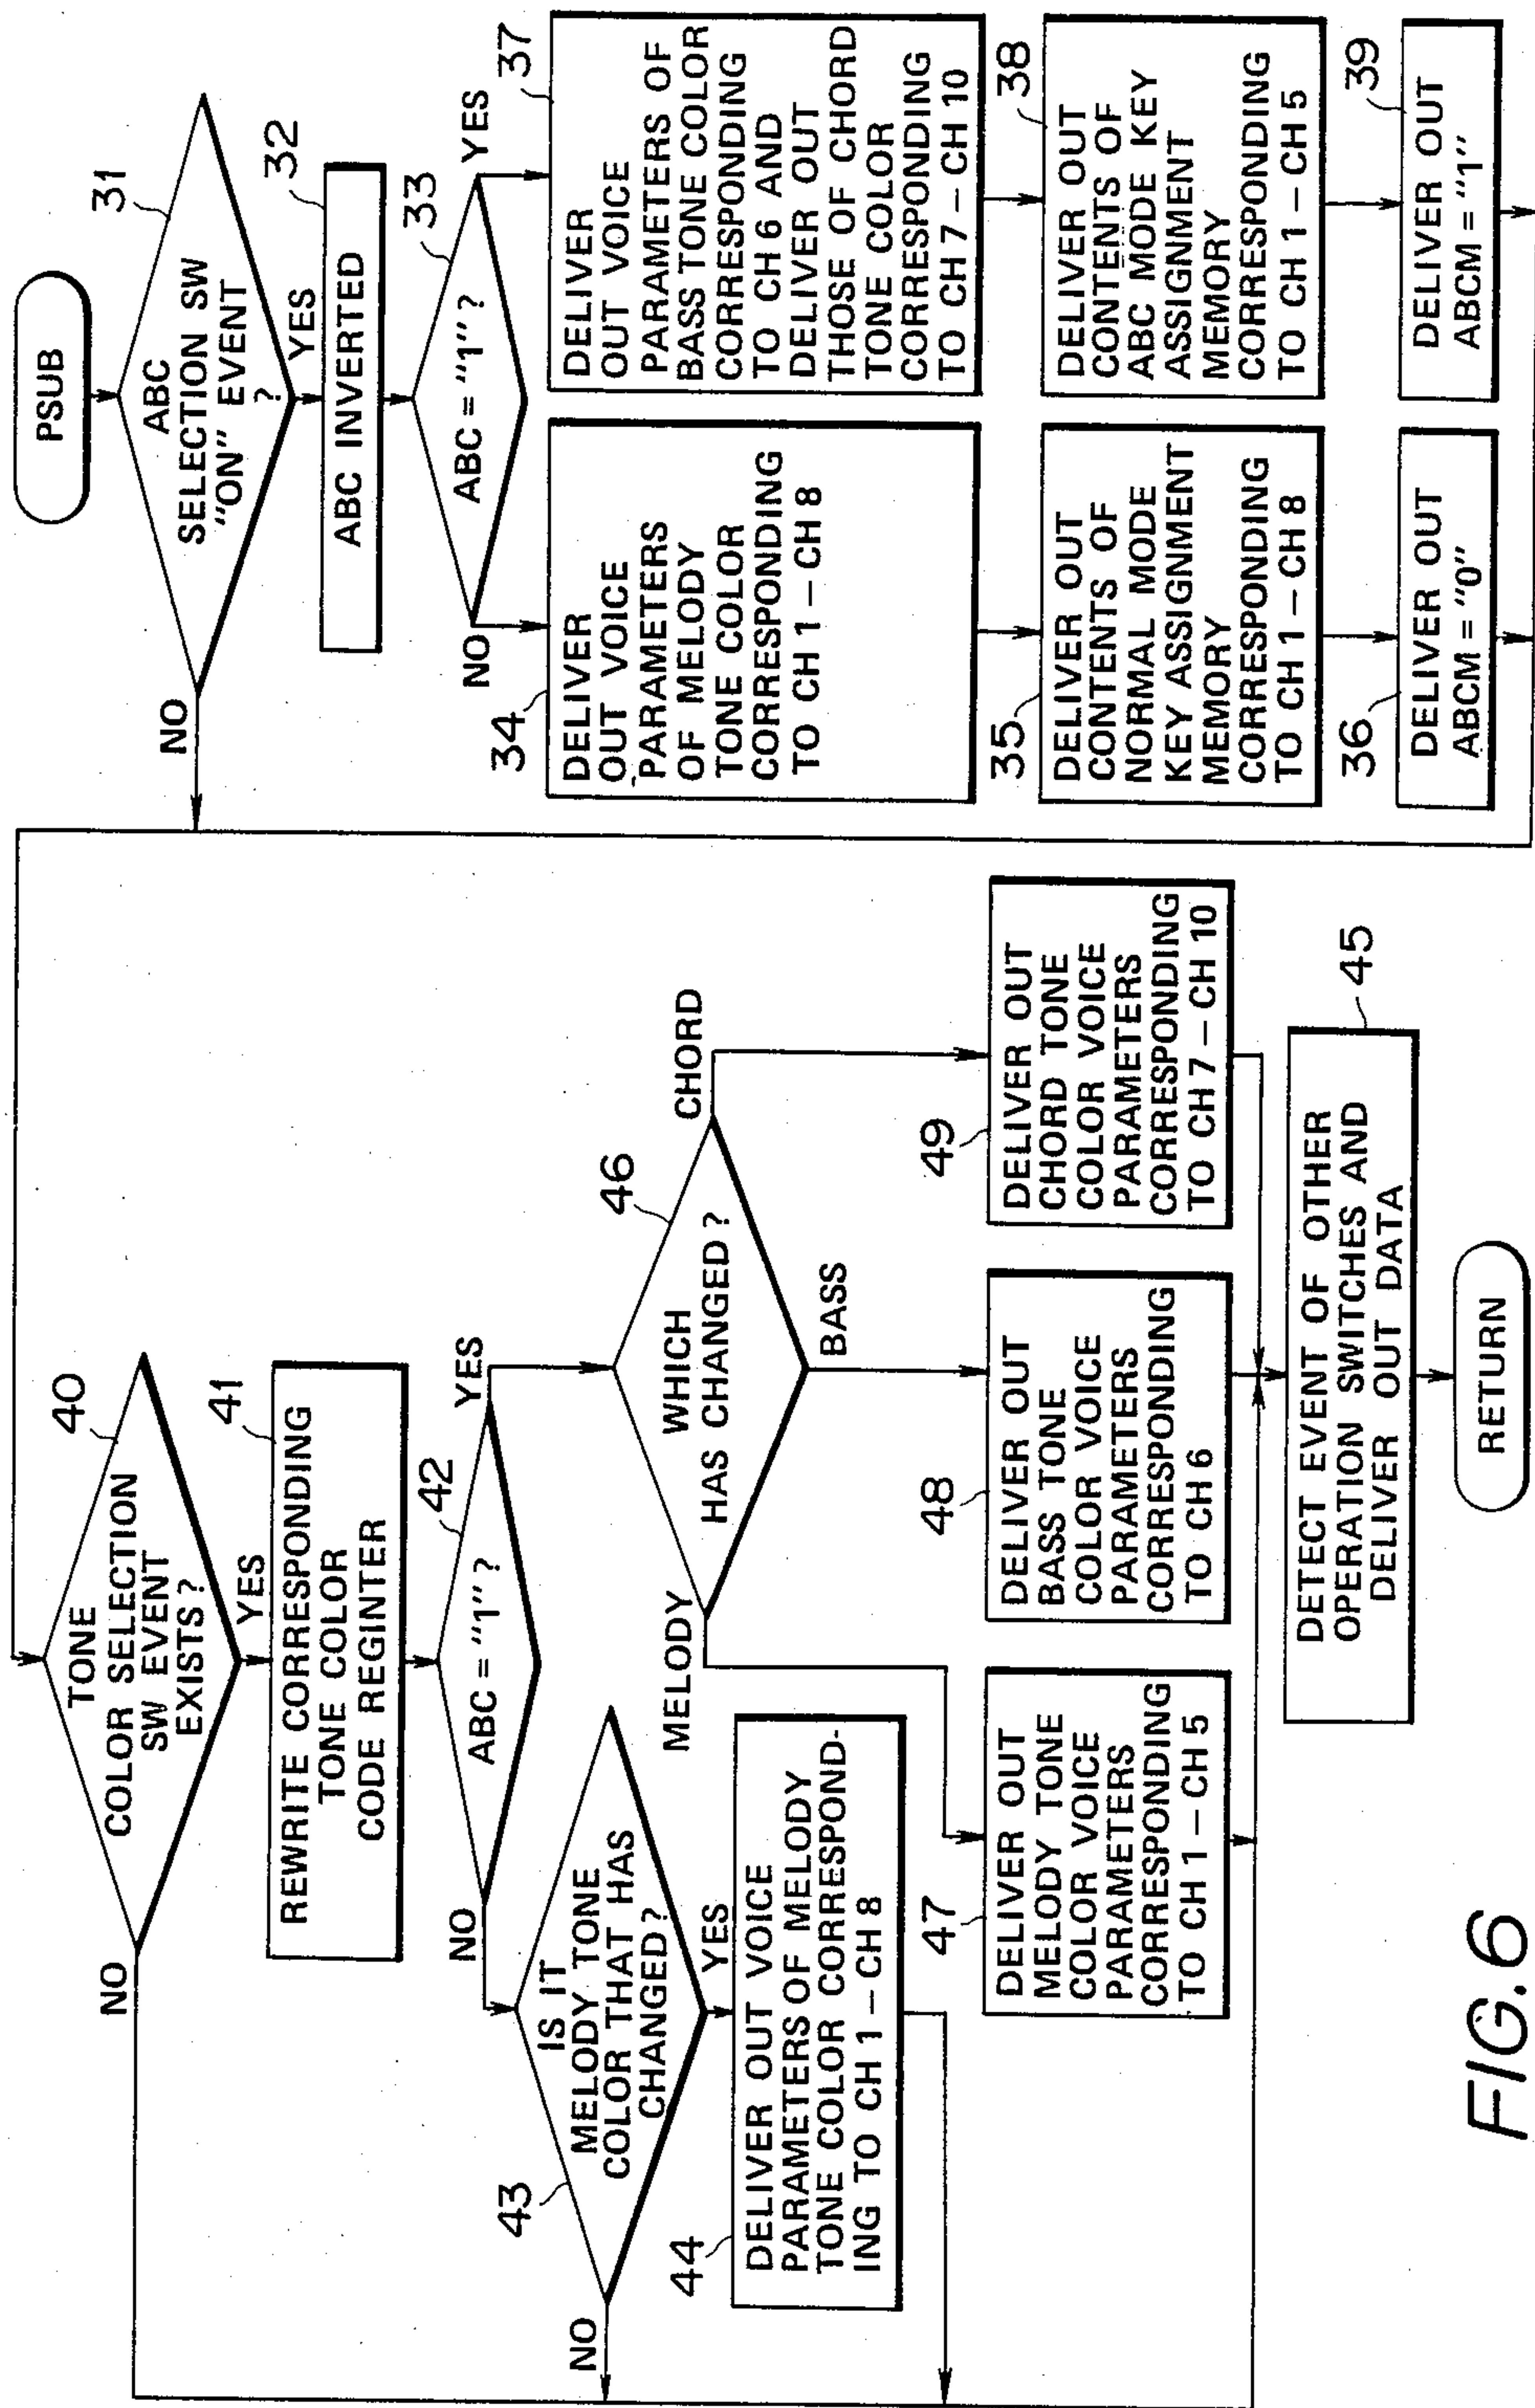 PSUB
31
ABC
SELECTION SW
"ON" EVENT
?
NO
YES
32
ABC INVERTED
33
ABC = "1" ?
NO
YES
34
DELIVER
OUT VOICE
PARAMETERS
OF MELODY
TONE COLOR
CORRESPONDING
TO CH 1 – CH 8
37
DELIVER
OUT VOICE
PARAMETERS OF
BASS TONE COLOR
CORRESPONDING
TO CH 6 AND
DELIVER OUT
THOSE OF CHORD
TONE COLOR
CORRESPONDING
TO CH 7 – CH 10
35
DELIVER OUT
CONTENTS OF
NORMAL MODE
KEY ASSIGNMENT
MEMORY
CORRESPONDING
TO CH 1 – CH 8
38
DELIVER OUT
CONTENTS OF
ABC MODE KEY
ASSIGNMENT
MEMORY
CORRESPONDING
TO CH 1 – CH 5
36
DELIVER OUT
ABCM = "0"
39
DELIVER OUT
ABCM = "1"
40
TONE
COLOR SELECTION
SW EVENT
EXISTS ?
NO
YES
41
REWRITE CORRESPONDING
TONE COLOR
CODE REGINTER
42
ABC = "1" ?
NO
YES
43
IS IT
MELODY TONE
COLOR THAT HAS
CHANGED ?
NO
YES
44
DELIVER OUT VOICE
PARAMETERS OF MELODY
TONE COLOR CORRESPOND-
ING TO CH 1 – CH 8
46
WHICH
HAS CHANGED ?
MELODY
BASS
CHORD
47
DELIVER OUT
MELODY TONE
COLOR VOICE
PARAMETERS
CORRESPONDING
TO CH 1 – CH 5
48
DELIVER OUT
BASS TONE
COLOR VOICE
PARAMETERS
CORRESPONDING
TO CH 6
49
DELIVER OUT
CHORD TONE
COLOR VOICE
PARAMETERS
CORRESPONDING
TO CH 7 – CH 10
45
DETECT EVENT OF OTHER
OPERATION SWITCHES AND
DELIVER OUT DATA
RETURN
FIG.6